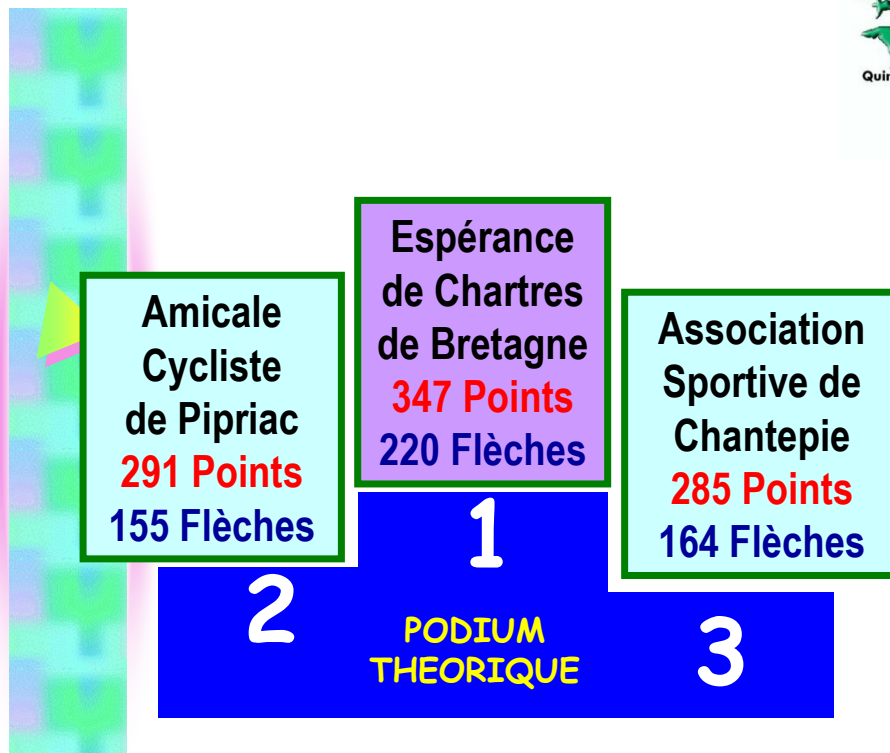 Amicale
Cycliste
de Pipriac
291 Points
155 Flèches
Espérance
de Chartres
de Bretagne
347 Points
220 Flèches
Association
Sportive de
Chantepie
285 Points
164 Flèches
1
2
3
PODIUM
THEORIQUE